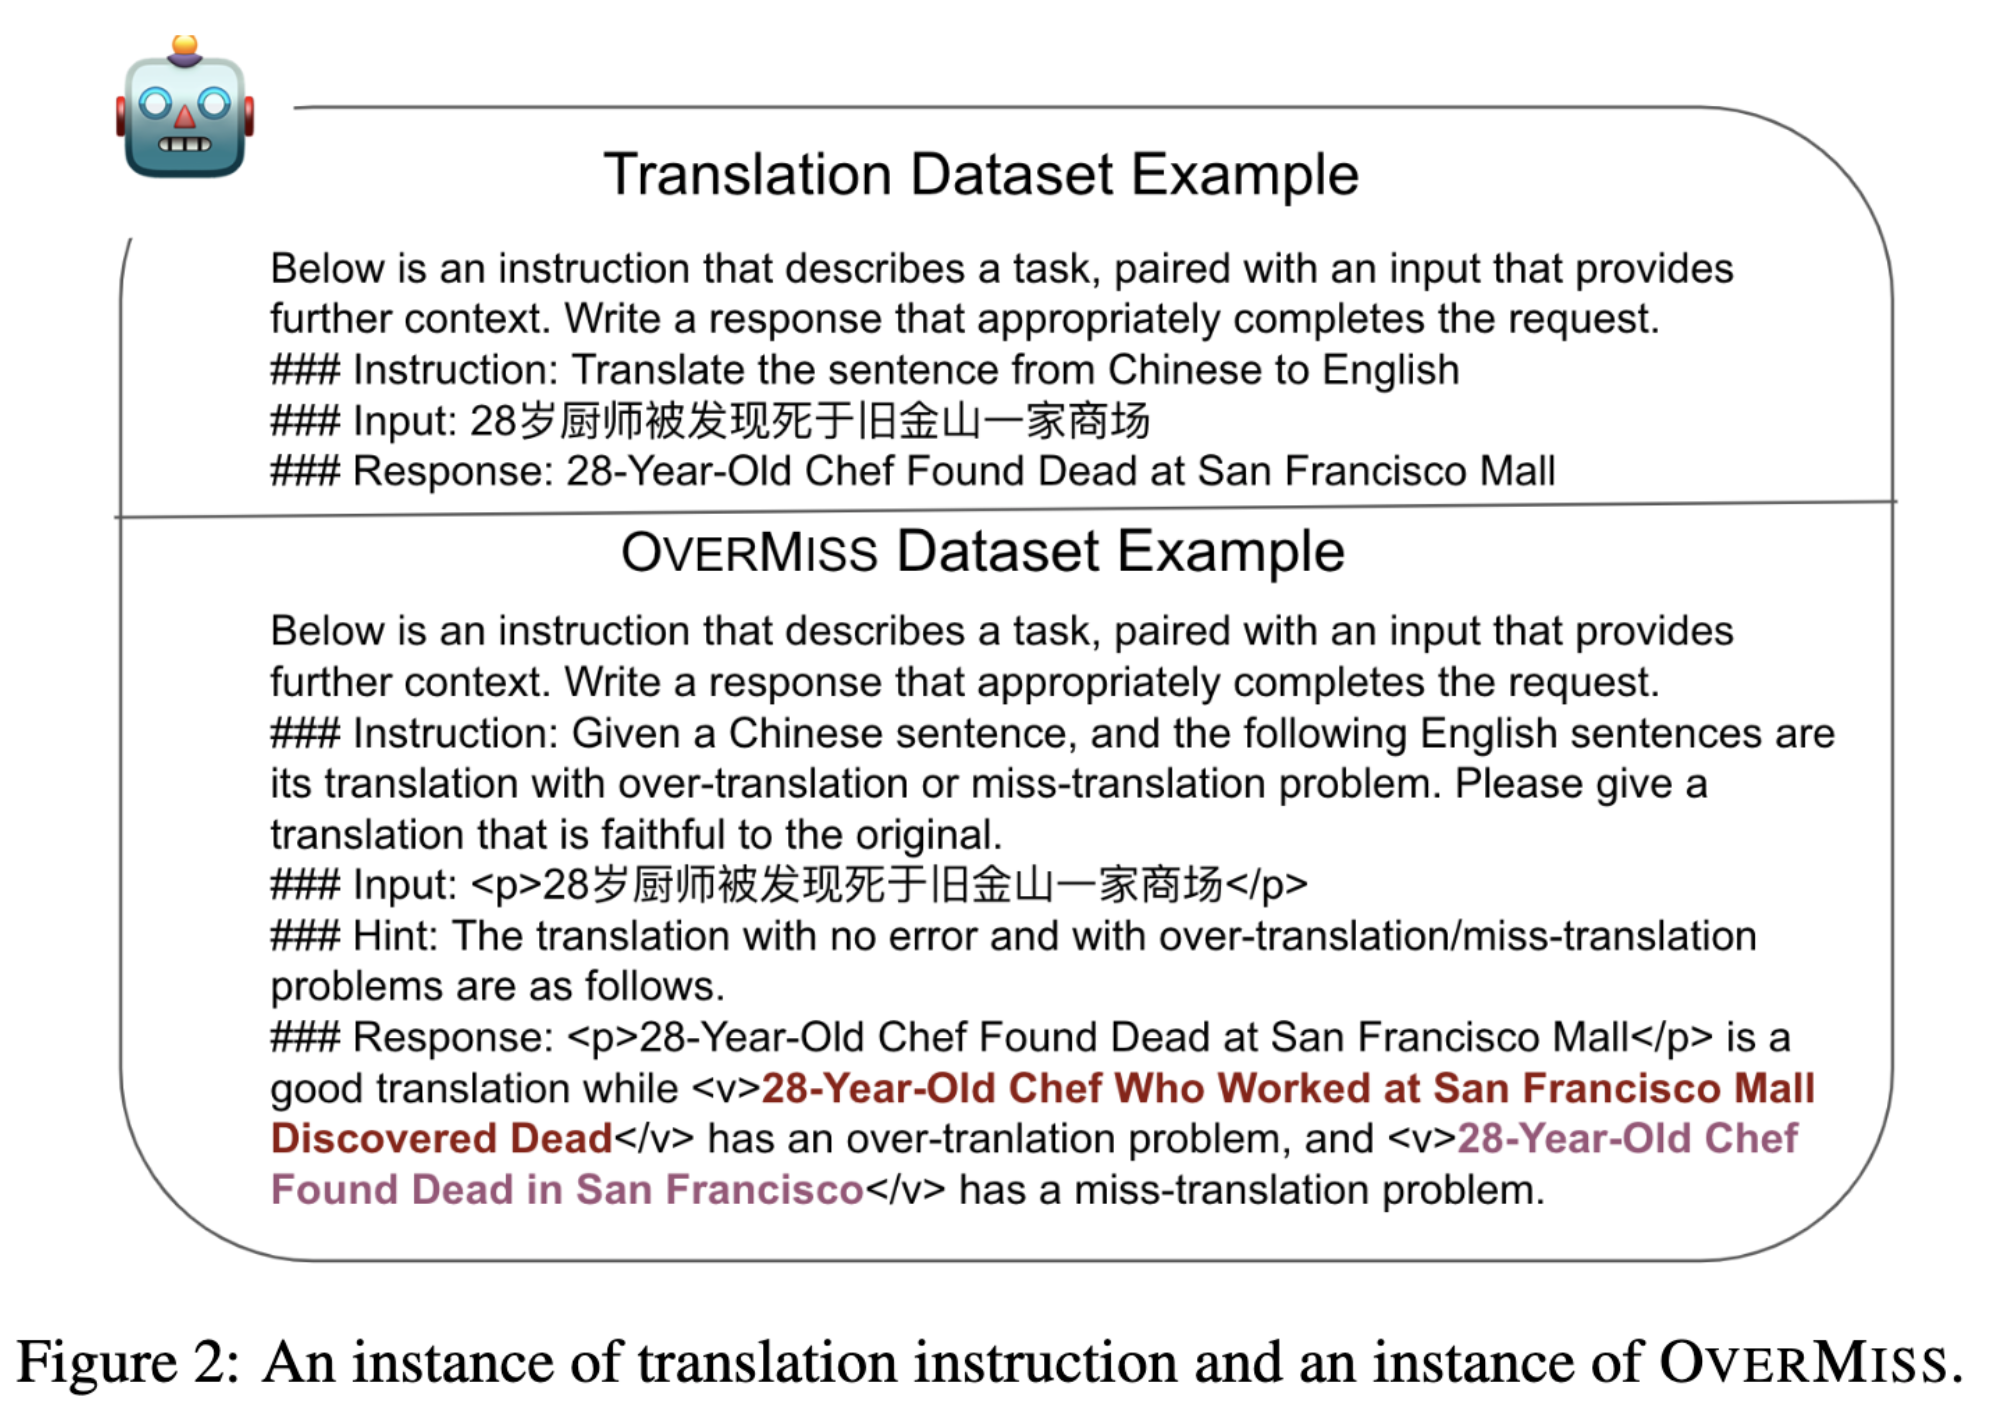 Translation Dataset Example
Below is an instruction that describes a task, paired with an input that provides
further context. Write a response that appropriately completes the request.
### Instruction: Translate the sentence from Chinese to English
### Input: 28岁厨师被发现死于旧金山一家商场
### Response: 28-Year-Old Chef Found Dead at San Francisco Mall
OVERMISS Dataset Example
Below is an instruction that describes a task, paired with an input that provides
further context. Write a response that appropriately completes the request.
### Instruction: Given a Chinese sentence, and the following English sentences are
its translation with over-translation or miss-translation problem. Please give a
translation that is faithful to the original.
### Input: <p>28岁厨师被发现死于旧金山一家商场</p>
### Hint: The translation with no error and with over-translation/miss-translation
problems are as follows.
### Response: <p>28-Year-Old Chef Found Dead at San Francisco Mall</p> is a
good translation while <v>28-Year-Old Chef Who Worked at San Francisco Mall
Discovered Dead</v> has an over-tranlation problem, and <v>28-Year-Old Chef
Found Dead in San Francisco</v> has a miss-translation problem.
Figure 2: An instance of translation instruction and an instance of OVERMISS.